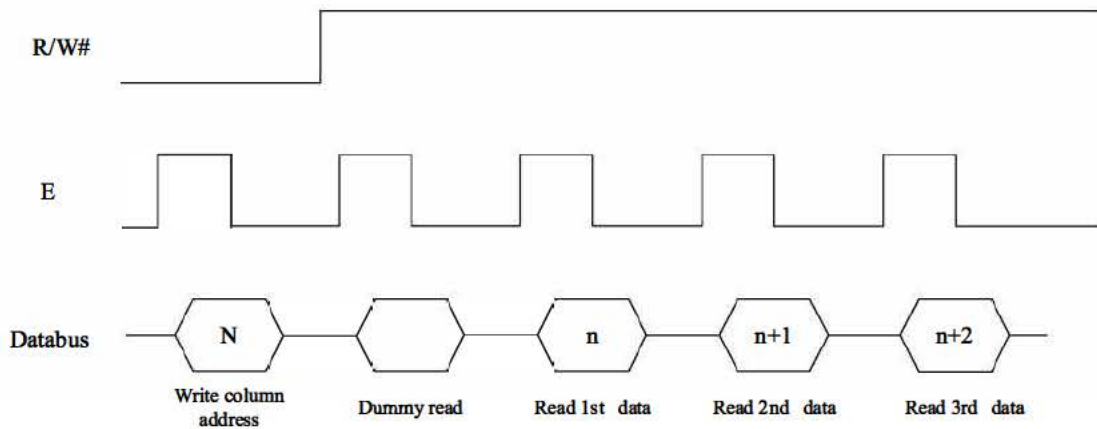 R/W#
E
Databus
N
n
n+1
n+2
Write column
address
Dummy read
Read 1st data
Read 2nd data
Read 3rd data